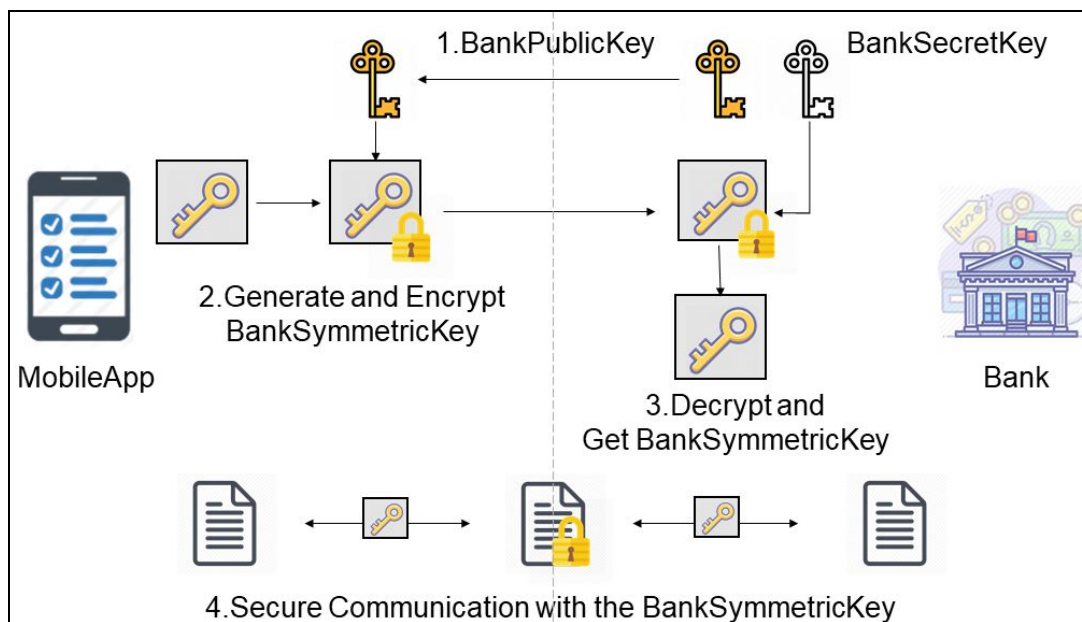 1.BankPublicKey
BankSecretKey
2.Generate and Encrypt
BankSymmetricKey
MobileApp
Bank
3.Decrypt and
Get BankSymmetricKey
4.Secure Communication with the BankSymmetricKey